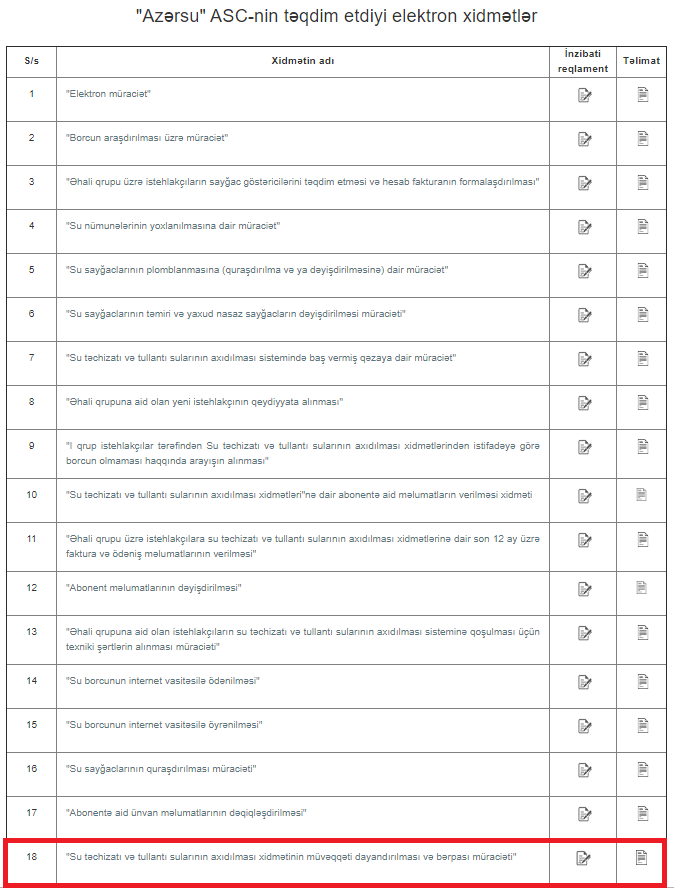 "Azərsu" ASC-nin təqdim etdiyi elektron xidmətlər
S/s Xidmətin adı İnzibati reqlament Təlimat
1 "Elektron müraciət"
2 "Borcun araşdırılması üzrə müraciət"
3 "Əhali qrupu üzrə istehlakçıların sayğac göstəricilərini təqdim etməsi və hesab fakturanın formalaşdırılması"
4 "Su nümunələrinin yoxlanılmasına dair müraciət"
5 "Su sayğaclarının plomblanmasına (quraşdırılma və ya dəyişdirilməsinə) dair müraciət"
6 "Su sayğaclarının təmiri və yaxud nasaz sayğacların dəyişdirilməsi müraciəti"
7 "Su təchizatı və tullantı sularının axıdılması sistemində baş vermiş qəzaya dair müraciət"
8 "Əhali qrupuna aid olan yeni istehlakçının qeydiyyata alınması"
9 "I qrup istehlakçılar tərəfindən Su təchizatı və tullantı sularının axıdılması xidmətlərindən istifadəyə görə
borcun olmaması haqqında arayışın alınması"
10 "Su təchizatı və tullantı sularının axıdılması xidmətləri"nə dair abonentə aid məlumatların verilməsi xidməti
11 "Əhali qrupu üzrə istehlakçılara su təchizatı və tullantı sularının axıdılması xidmətlərinə dair son 12 ay üzrə
faktura və ödəniş məlumatlarının verilməsi"
12 "Abonent məlumatlarının dəyişdirilməsi"
13 "Əhali qrupuna aid olan istehlakçıların su təchizatı və tullantı sularının axıdılması sisteminə qoşulması üçün
texniki şərtlərin alınması müraciəti"
14 "Su borcunun internet vasitəsilə ödənilməsi"
15 "Su borcunun internet vasitəsilə öyrənilməsi"
16 "Su sayğaclarının quraşdırılması müraciəti"
17 "Abonentə aid ünvan məlumatlarının dəqiqləşdirilməsi"
18 "Su təchizatı və tullantı sularının axıdılması xidmətinin müvəqqəti dayandırılması və bərpası müraciəti"